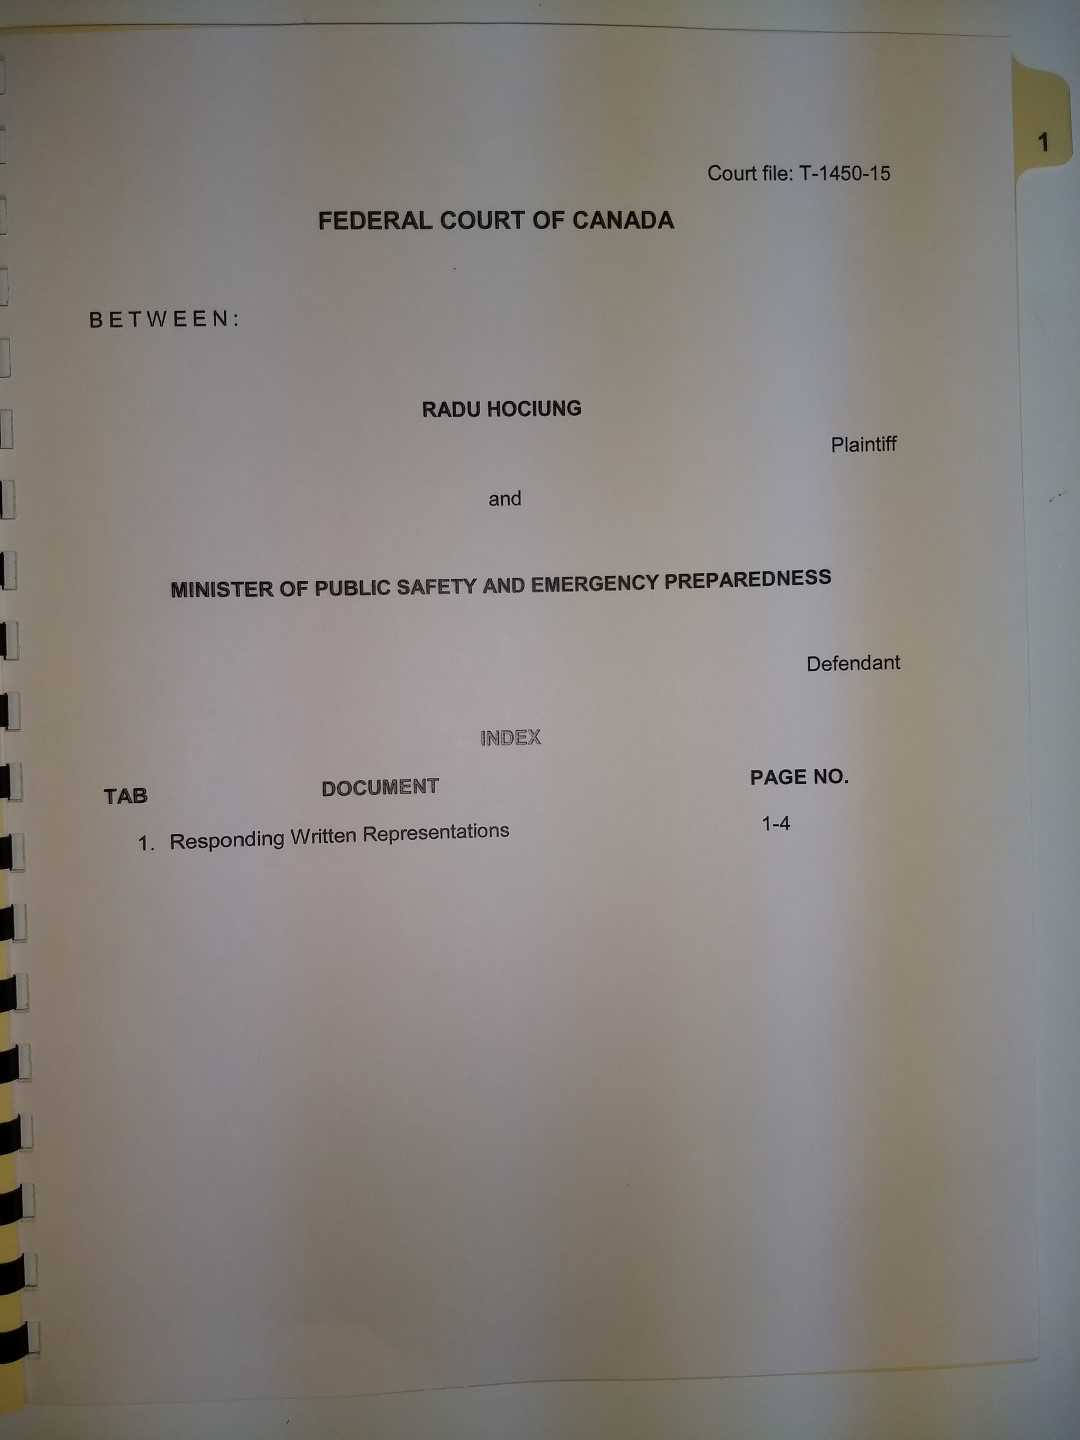 1
Court file: T-1450-15
FEDERAL COURT OF CANADA
BETWEEN:
RADU HOCIUNG
Plaintiff
and
MINISTER OF PUBLIC SAFETY AND EMERGENCY PREPAREDNESS
Defendant
INDEX
TAB DOCUMENT PAGE NO.
1. Responding Written Representations 1-4